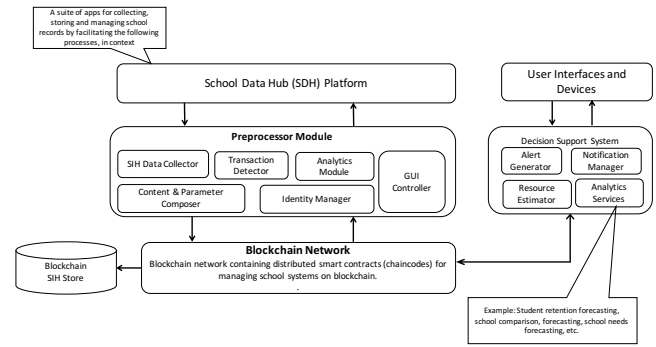 A suite of apps for collecting,
storing and managing school
records by facilitating the following
processes, in context
School Data Hub (SDH) Platform
User Interfaces and
Devices
Preprocessor Module
SIH Data Collector
Transaction
Detector
Analytics
Module
GUI
Controller
Content & Parameter
Composer
Identity Manager
Decision Support System
Alert
Generator
Notification
Manager
Resource
Estimator
Analytics
Services
Blockchain
SIH Store
Blockchain Network
Blockchain network containing distributed smart contracts (chaincodes) for
managing school systems on blockchain.
.
Example: Student retention forecasting,
school comparison, forecasting, school needs
forecasting, etc.